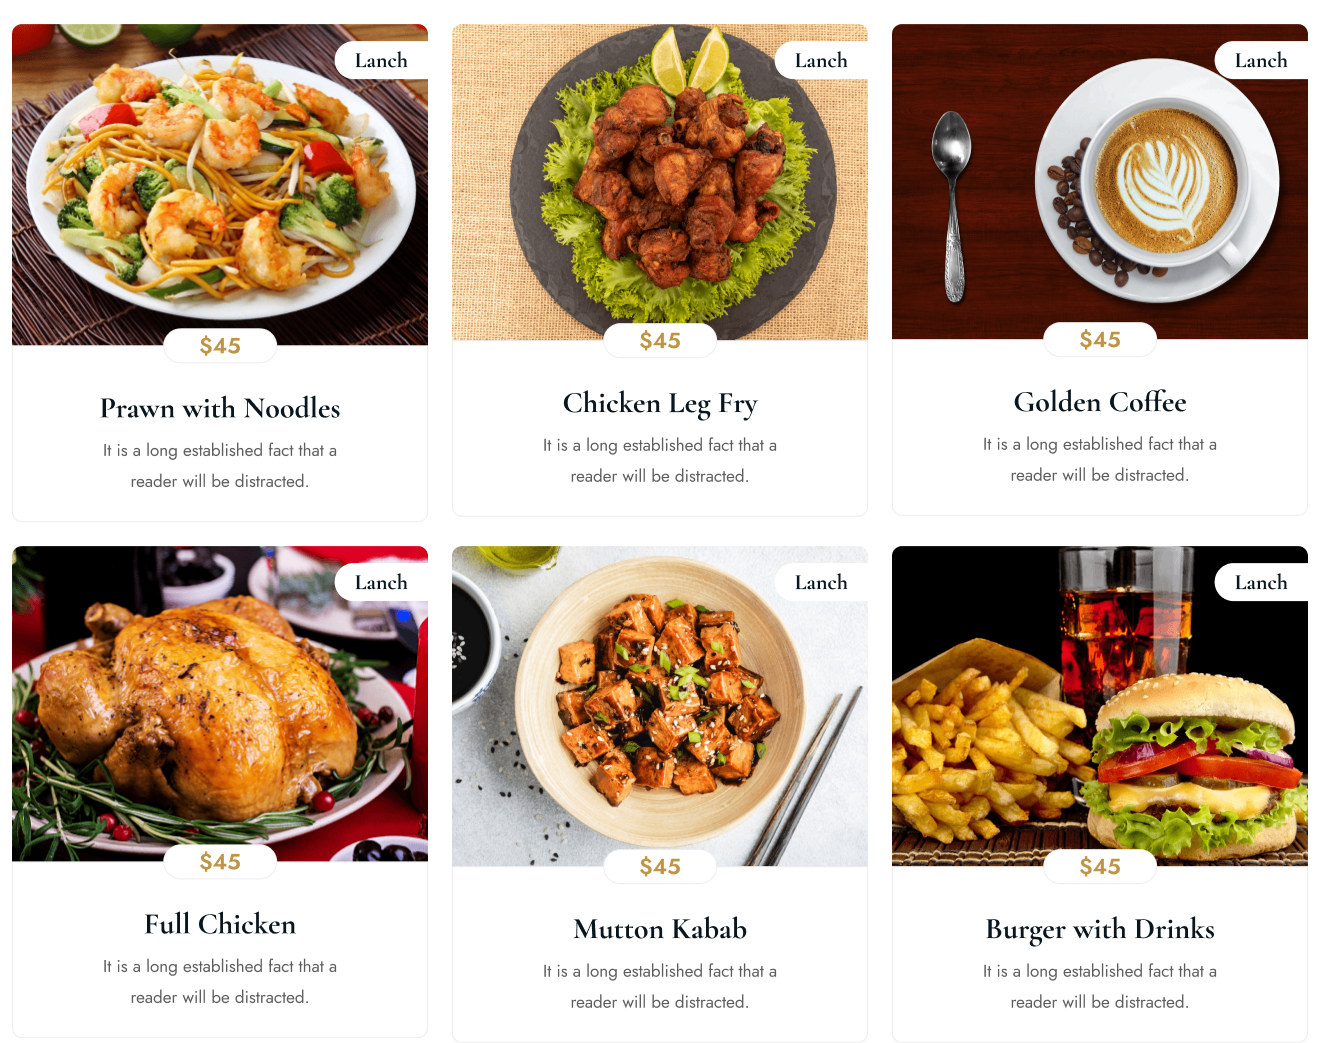 Lanch
$45
Prawn with Noodles
It is a long established fact that a
reader will be distracted.
Lanch
$45
Chicken Leg Fry
It is a long established fact that a
reader will be distracted.
Lanch
$45
Golden Coffee
It is a long established fact that a
reader will be distracted.
Lanch
$45
Full Chicken
It is a long established fact that a
reader will be distracted.
Lanch
$45
Mutton Kabab
It is a long established fact that a
reader will be distracted.
Lanch
$45
Burger with Drinks
It is a long established fact that a
reader will be distracted.